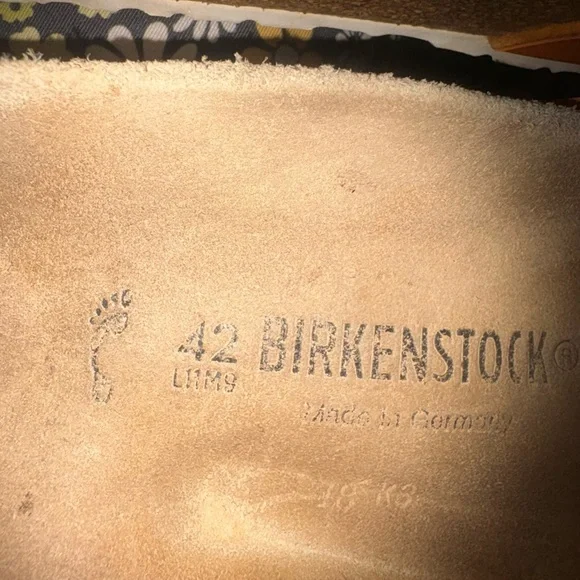 42 BIRKENSTOCK®
L11M9
Made in Germany